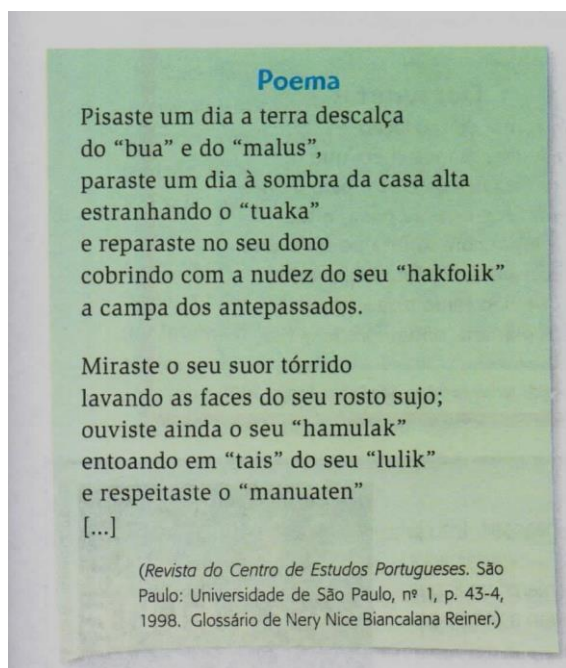 Poema
Pisaste um dia a terra descalça
do “bua” e do “malus”,
paraste um dia à sombra da casa alta
estranhando o “tuaka”
e reparaste no seu dono
cobrindo com a nudez do seu “hakfolik”
a campa dos antepassados.
Miraste o seu suor tórrido
lavando as faces do seu rosto sujo;
ouviste ainda o seu “hamulak”
entoando em “tais” do seu “lulik”
e respeitaste o “manuaten”
[...]
(Revista do Centro de Estudos Portugueses. São
Paulo: Universidade de São Paulo, nº 1, p. 43-4,
1998. Glossário de Nery Nice Biancalana Reiner.)